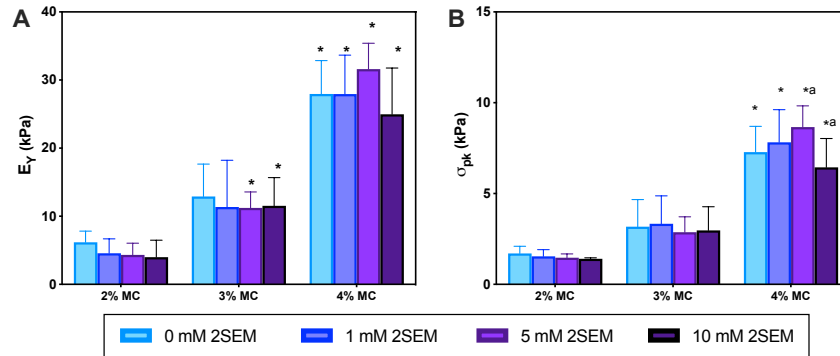 A
B
40
30
20
10
0
E_Y (kPa)
* * * *
* *
2% MC 3% MC 4% MC
15
10
5
0
σ_pk (kPa)
* * *a *a
2% MC 3% MC 4% MC
0 mM 2SEM 1 mM 2SEM 5 mM 2SEM 10 mM 2SEM